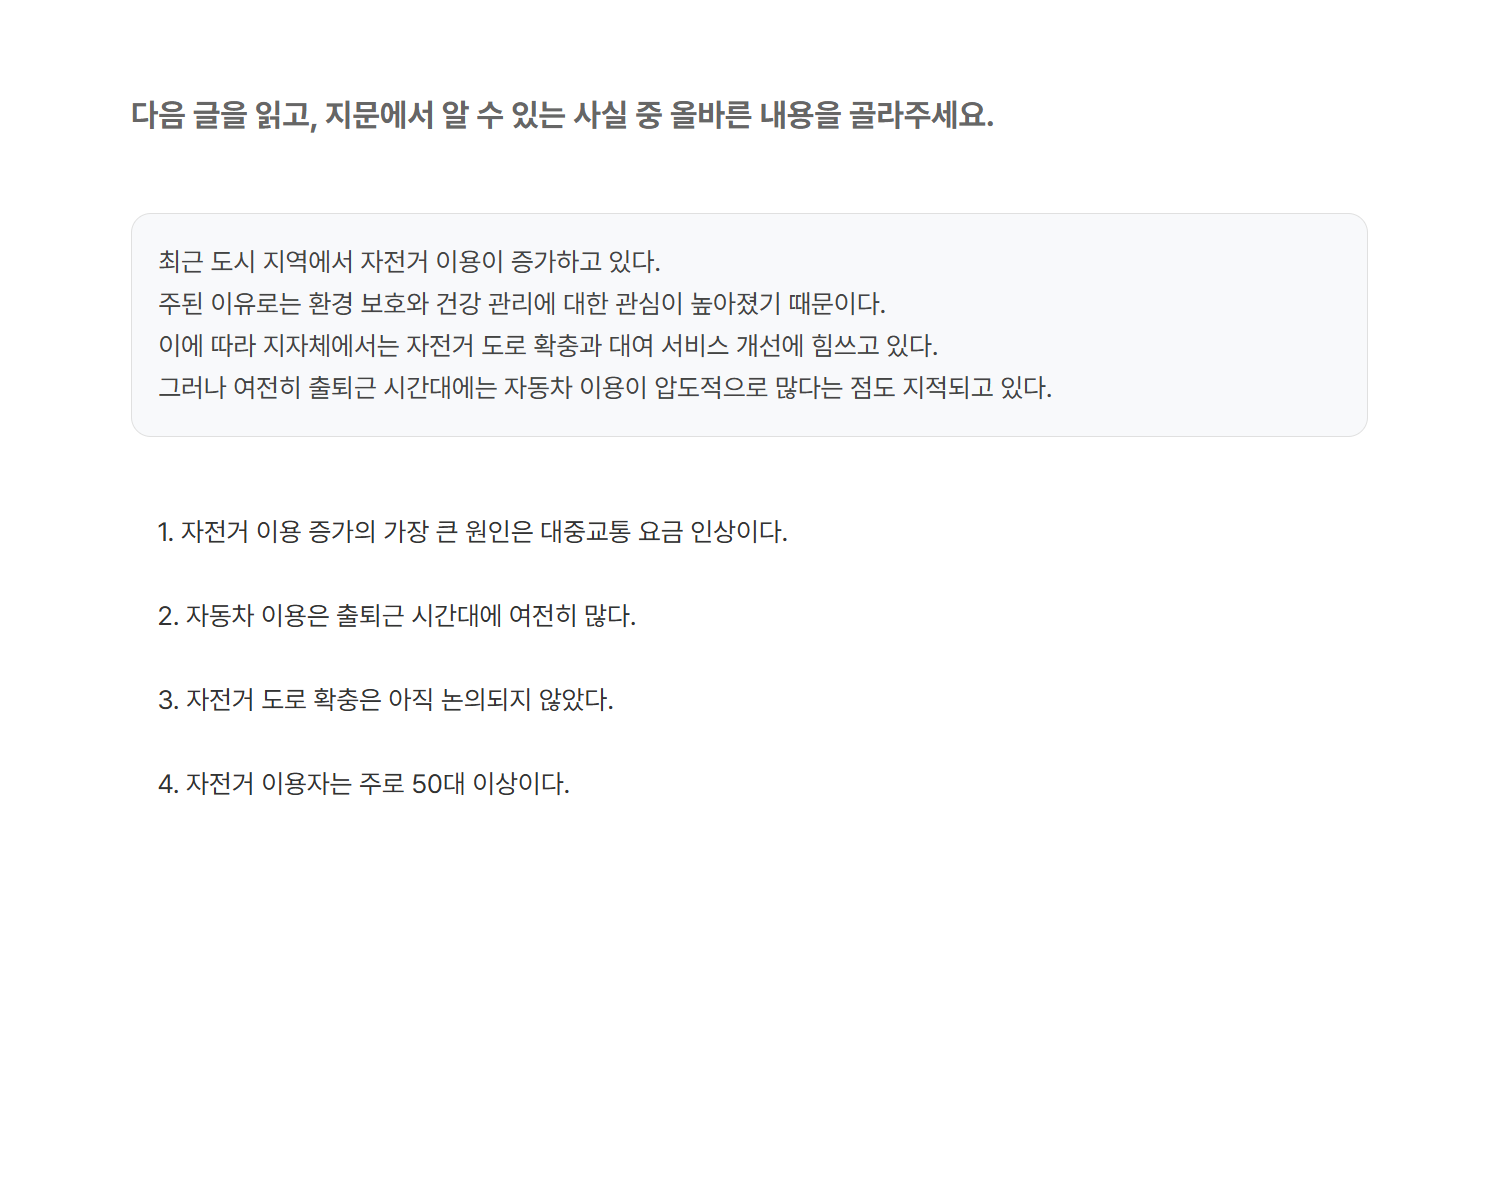 다음 글을 읽고, 지문에서 알 수 있는 사실 중 올바른 내용을 골라주세요.
최근 도시 지역에서 자전거 이용이 증가하고 있다.
주된 이유로는 환경 보호와 건강 관리에 대한 관심이 높아졌기 때문이다.
이에 따라 지자체에서는 자전거 도로 확충과 대여 서비스 개선에 힘쓰고 있다.
그러나 여전히 출퇴근 시간대에는 자동차 이용이 압도적으로 많다는 점도 지적되고 있다.
1. 자전거 이용 증가의 가장 큰 원인은 대중교통 요금 인상이다.
2. 자동차 이용은 출퇴근 시간대에 여전히 많다.
3. 자전거 도로 확충은 아직 논의되지 않았다.
4. 자전거 이용자는 주로 50대 이상이다.